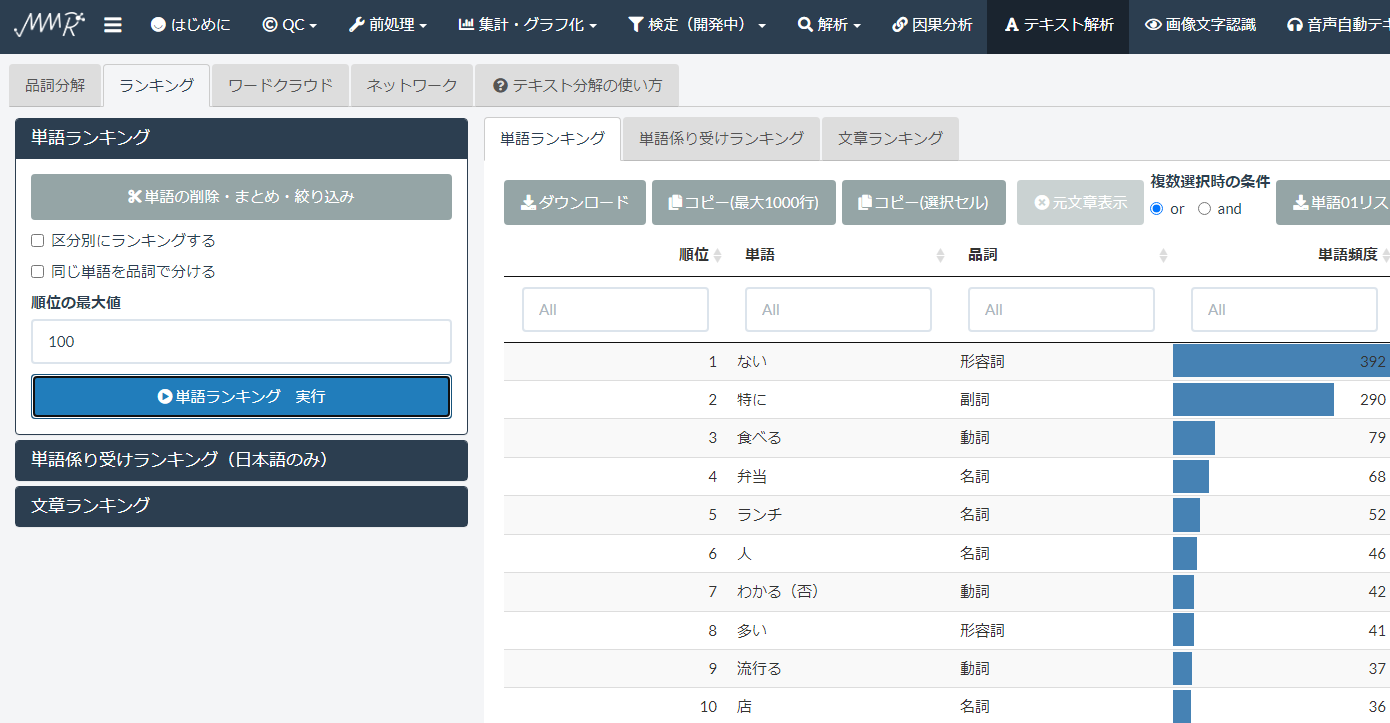 MMR はじめに QC 前処理 集計・グラフ化 検定（開発中） 解析 因果分析 テキスト解析 画像文字認識 音声自動テキ
品詞分解 ランキング ワードクラウド ネットワーク テキスト分解の使い方
単語ランキング
単語の削除・まとめ・絞り込み
区分別にランキングする
同じ単語を品詞で分ける
順位の最大値
100
単語ランキング 実行
単語係り受けランキング（日本語のみ）
文章ランキング
単語ランキング 単語係り受けランキング 文章ランキング
ダウンロード コピー(最大1000行) コピー(選択セル) 元文章表示
複数選択時の条件
or and
単語01リス
順位 単語 品詞 単語頻度
All All All All
1 ない 形容詞 392
2 特に 副詞 290
3 食べる 動詞 79
4 弁当 名詞 68
5 ランチ 名詞 52
6 人 名詞 46
7 わかる（否） 動詞 42
8 多い 形容詞 41
9 流行る 動詞 37
10 店 名詞 36